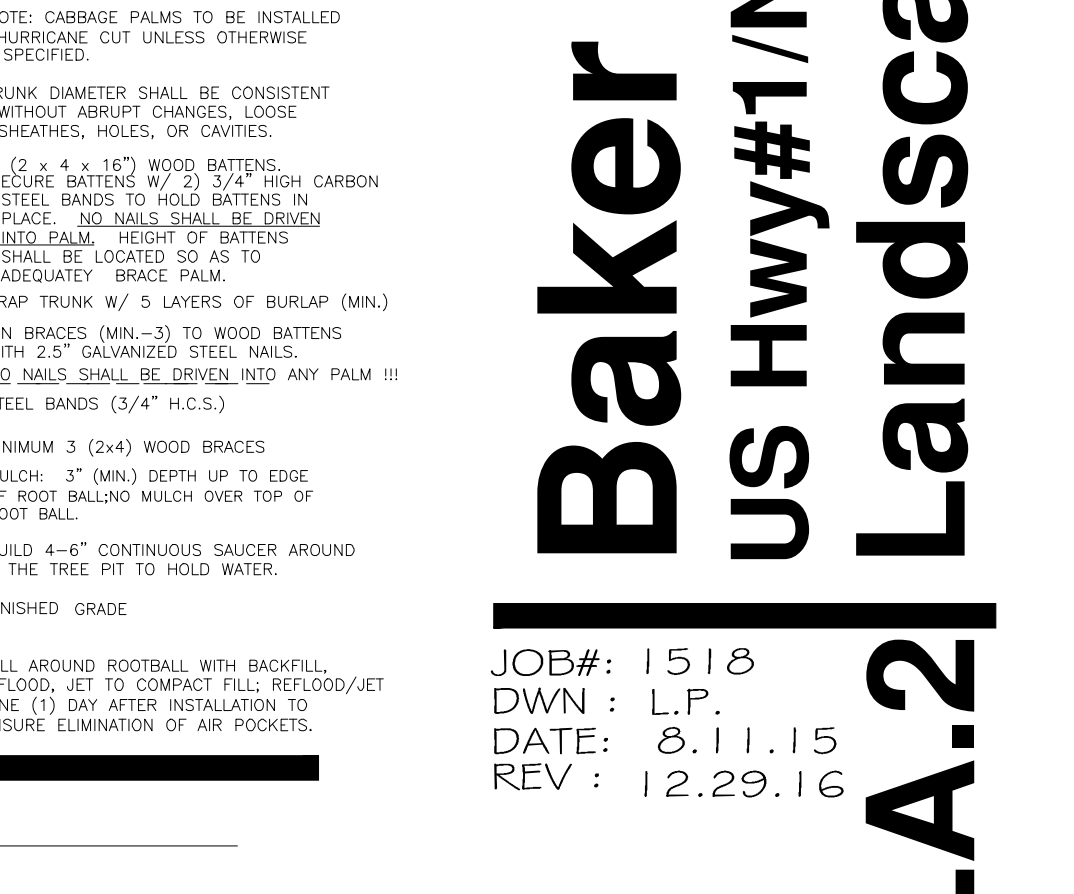 OTE: CABBAGE PALMS TO BE INSTALLED
HURRICANE CUT UNLESS OTHERWISE
SPECIFIED.
RUNK DIAMETER SHALL BE CONSISTENT
WITHOUT ABRUPT CHANGES, LOOSE
SHEATHES, HOLES, OR CAVITIES.
(2 x 4 x 16") WOOD BATTENS.
ECURE BATTENS W/ 2) 3/4" HIGH CARBON
STEEL BANDS TO HOLD BATTENS IN
PLACE. NO NAILS SHALL BE DRIVEN
INTO PALM. HEIGHT OF BATTENS
SHALL BE LOCATED SO AS TO
ADEQUATEY BRACE PALM.
RAP TRUNK W/ 5 LAYERS OF BURLAP (MIN.)
N BRACES (MIN.-3) TO WOOD BATTENS
ITH 2.5" GALVANIZED STEEL NAILS.
O NAILS SHALL BE DRIVEN INTO ANY PALM !!!
TEEL BANDS (3/4" H.C.S.)
NIMUM 3 (2x4) WOOD BRACES
ULCH: 3" (MIN.) DEPTH UP TO EDGE
F ROOT BALL;NO MULCH OVER TOP OF
OOT BALL.
UILD 4-6" CONTINUOUS SAUCER AROUND
THE TREE PIT TO HOLD WATER.
NISHED GRADE
LL AROUND ROOTBALL WITH BACKFILL,
FLOOD, JET TO COMPACT FILL; REFLOOD/JET
NE (1) DAY AFTER INSTALLATION TO
NSURE ELIMINATION OF AIR POCKETS.
Baker
US Hwy#1/N
Landsca
JOB#: 1518
DWN : L.P.
DATE: 8.11.15
REV : 12.29.16
.A.2